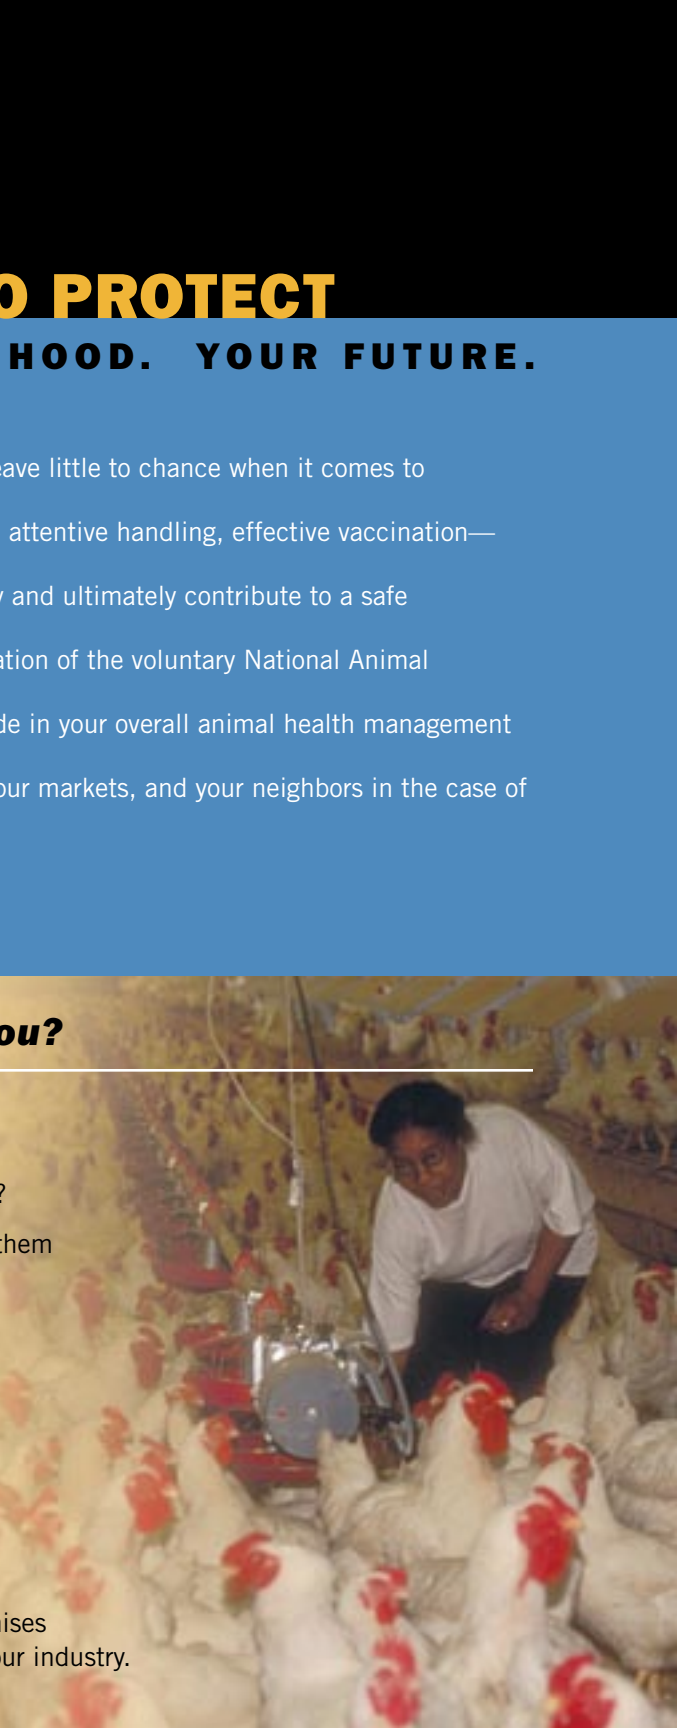 O PROTECT
HOOD. YOUR FUTURE.
eave little to chance when it comes to
attentive handling, effective vaccination—
y and ultimately contribute to a safe
ation of the voluntary National Animal
de in your overall animal health management
our markets, and your neighbors in the case of
ou?
?
them
ises
our industry.